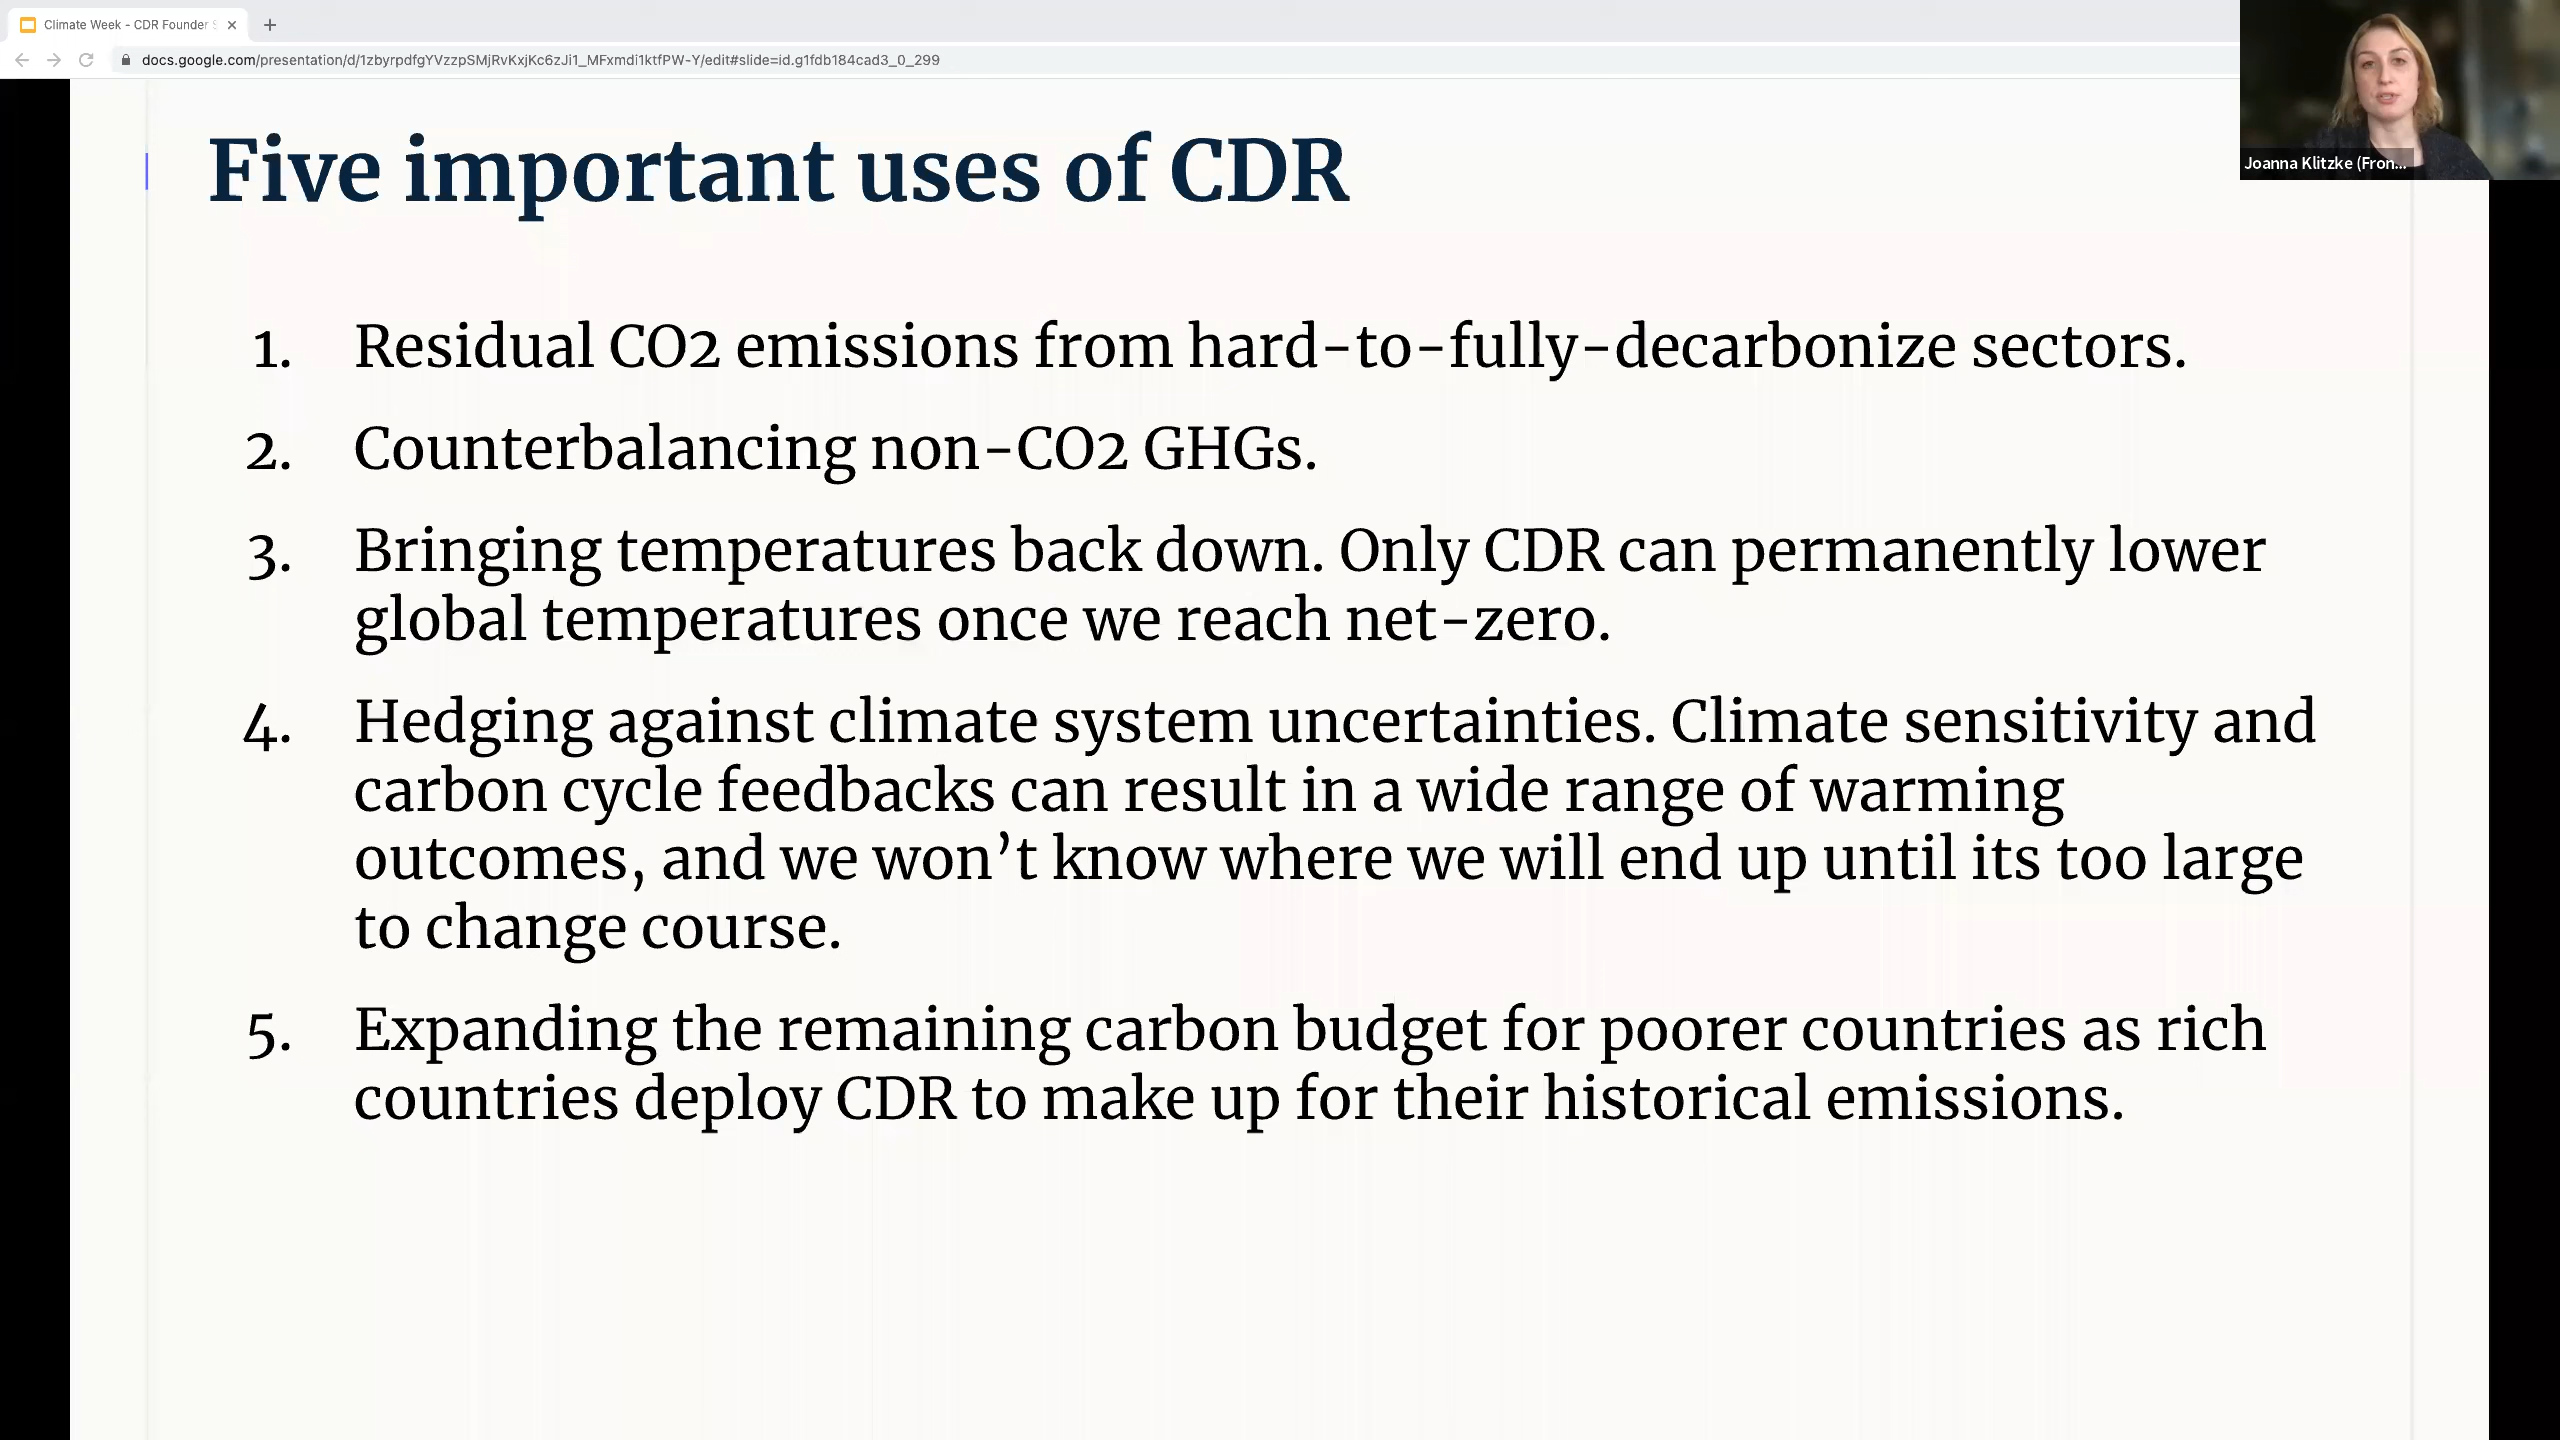 Climate Week - CDR Founder S
docs.google.com/presentation/d/1zbyrpdfgYVzzpSMjRvKxjKc6zJi1_MFxmdi1ktfPW-Y/edit#slide=id.g1fdb184cad3_0_299
Joanna Klitzke (Fron...
Five important uses of CDR
1. Residual CO2 emissions from hard-to-fully-decarbonize sectors.
2. Counterbalancing non-CO2 GHGs.
3. Bringing temperatures back down. Only CDR can permanently lower
global temperatures once we reach net-zero.
4. Hedging against climate system uncertainties. Climate sensitivity and
carbon cycle feedbacks can result in a wide range of warming
outcomes, and we won’t know where we will end up until its too large
to change course.
5. Expanding the remaining carbon budget for poorer countries as rich
countries deploy CDR to make up for their historical emissions.